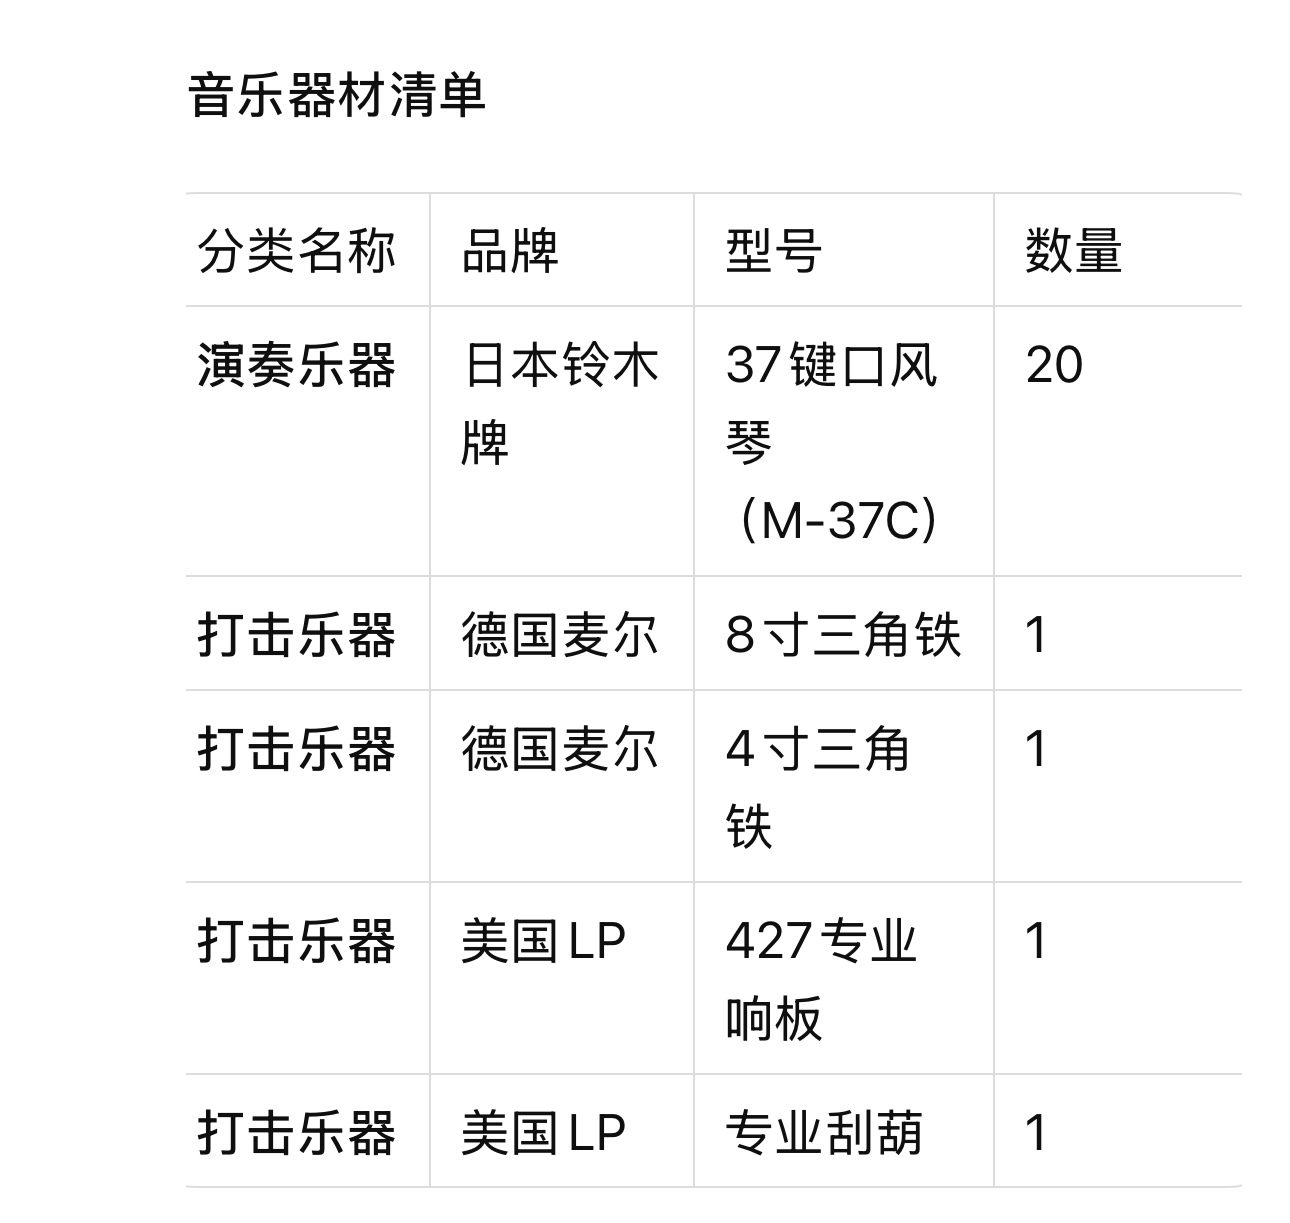 音乐器材清单
分类名称 品牌 型号 数量
演奏乐器 日本铃木 37键口风 20
牌 琴
（M-37C）
打击乐器 德国麦尔 8寸三角铁 1
打击乐器 德国麦尔 4寸三角 1
铁
打击乐器 美国LP 427专业 1
响板
打击乐器 美国LP 专业刮葫 1